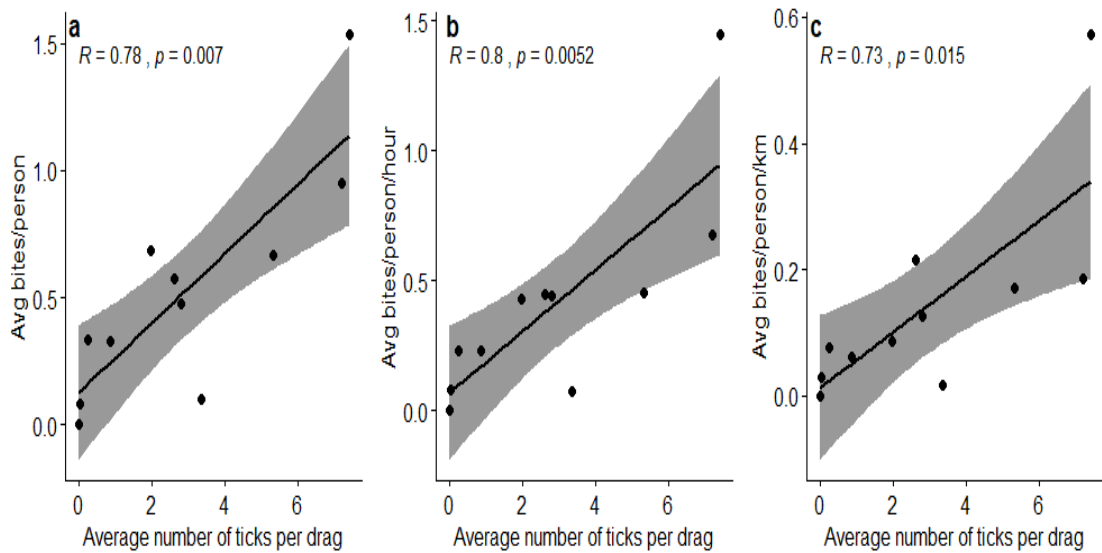 a
R = 0.78 , p = 0.007
1.5
1.0
0.5
0.0
Avg bites/person
0 2 4 6
Average number of ticks per drag
b
R = 0.8 , p = 0.0052
1.5
1.0
0.5
0.0
Avg bites/person/hour
0 2 4 6
Average number of ticks per drag
c
R = 0.73 , p = 0.015
0.6
0.4
0.2
0.0
Avg bites/person/km
0 2 4 6
Average number of ticks per drag